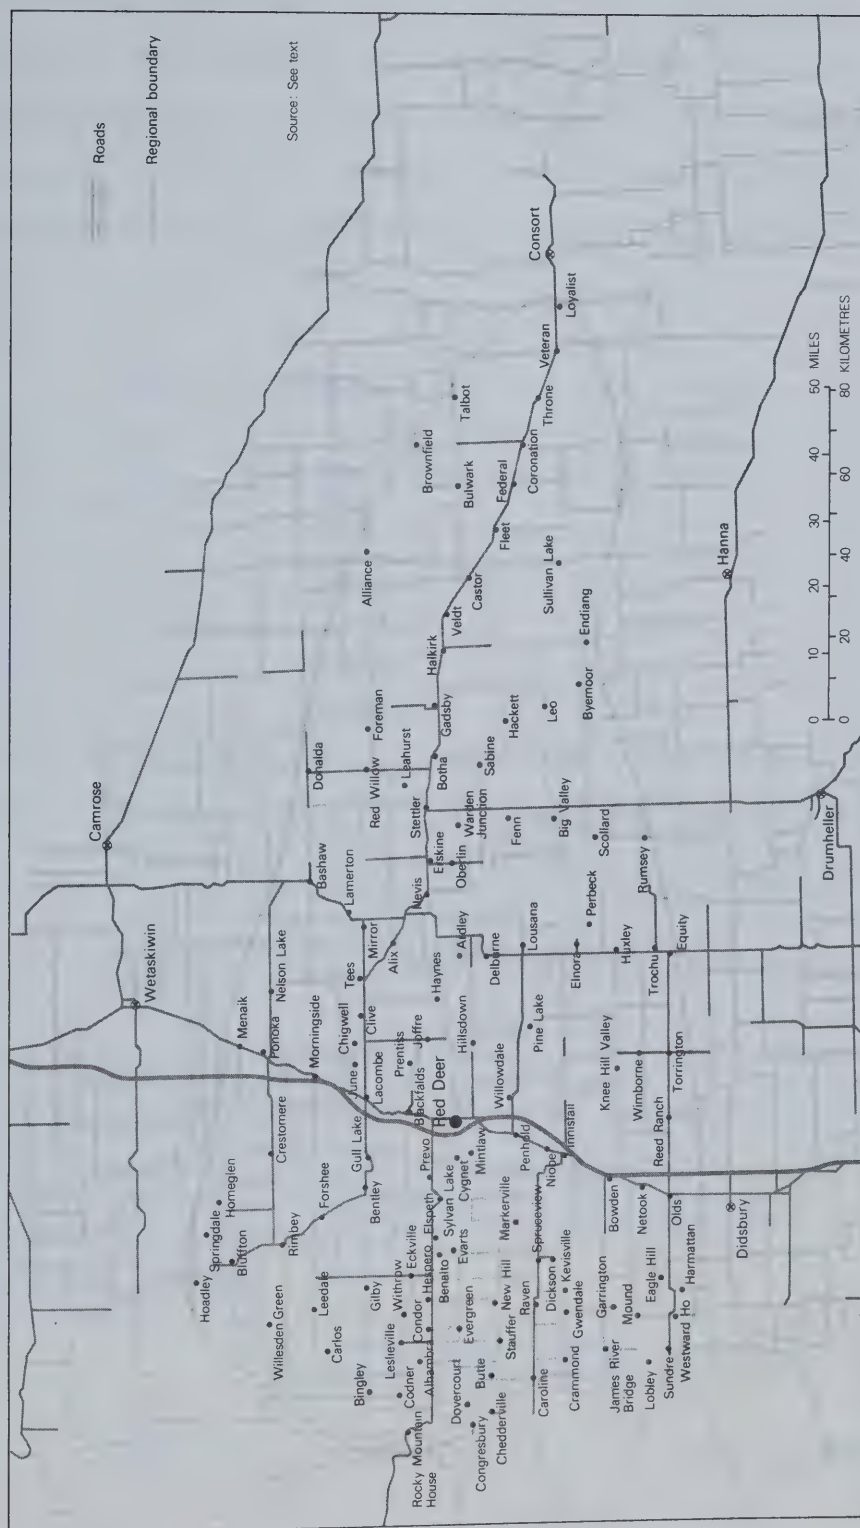 Roads
Regional boundary
Source: See text
Camrose
Wetaskiwin
Consort
Loyalist
Veteran
Throne
Talbot
Brownfield
Bulwark
Coronation
Federal
Fleet
Alliance
Castor
Sullivan Lake
Veldt
Endiang
Halkirk
Byemoor
Leo
Hackett
Gadsby
Foreman
Donalda
Red Willow
Leahurst
Botha
Sabine
Stettler
Warden
Junction
Fenn
Big Valley
Scollard
Rumsey
Erskine
Oberlin
Nevis
Bashaw
Lamerton
Mirror
Alix
Tees
Ardley
Delburne
Lousana
Elnora
Perbeck
Huxley
Trochu
Equity
Haynes
Nelson Lake
Menaik
Ponoka
Morningside
Chigwell
Clive
June
Lacombe
Prentiss
Joffre
Blackfalds
Red Deer
Hillsdown
Pine Lake
Willowdale
Knee Hill Valley
Wimborne
Torrington
Reed Ranch
Penhold
Innisfail
Niobe
Mintlaw
Cygnet
Prevo
Sylvan Lake
Elspeth
Gull Lake
Bentley
Forshee
Crestomere
Homeglen
Springdale
Bluffton
Rimbey
Hoadley
Willesden Green
Leedale
Carlos
Gilby
Bingley
Withrow
Eckville
Hespero
Benalto
Evarts
Condor
Leslieville
Alhambra
Codner
Rocky Mountain
House
Evergreen
Dovercourt
Congresbury
Chedderville
Butte
Stauffer
New Hill
Markerville
Spruceview
Raven
Dickson
Kevisville
Caroline
Crammond
Gwendale
Garrington
James River
Bridge
Mound
Eagle Hill
Lobley
Sundre
Westward Ho
Harmattan
Bowden
Netook
Olds
Didsbury
Drumheller
Hanna
0 10 20 30 40 50 MILES
0 20 40 60 80 KILOMETRES